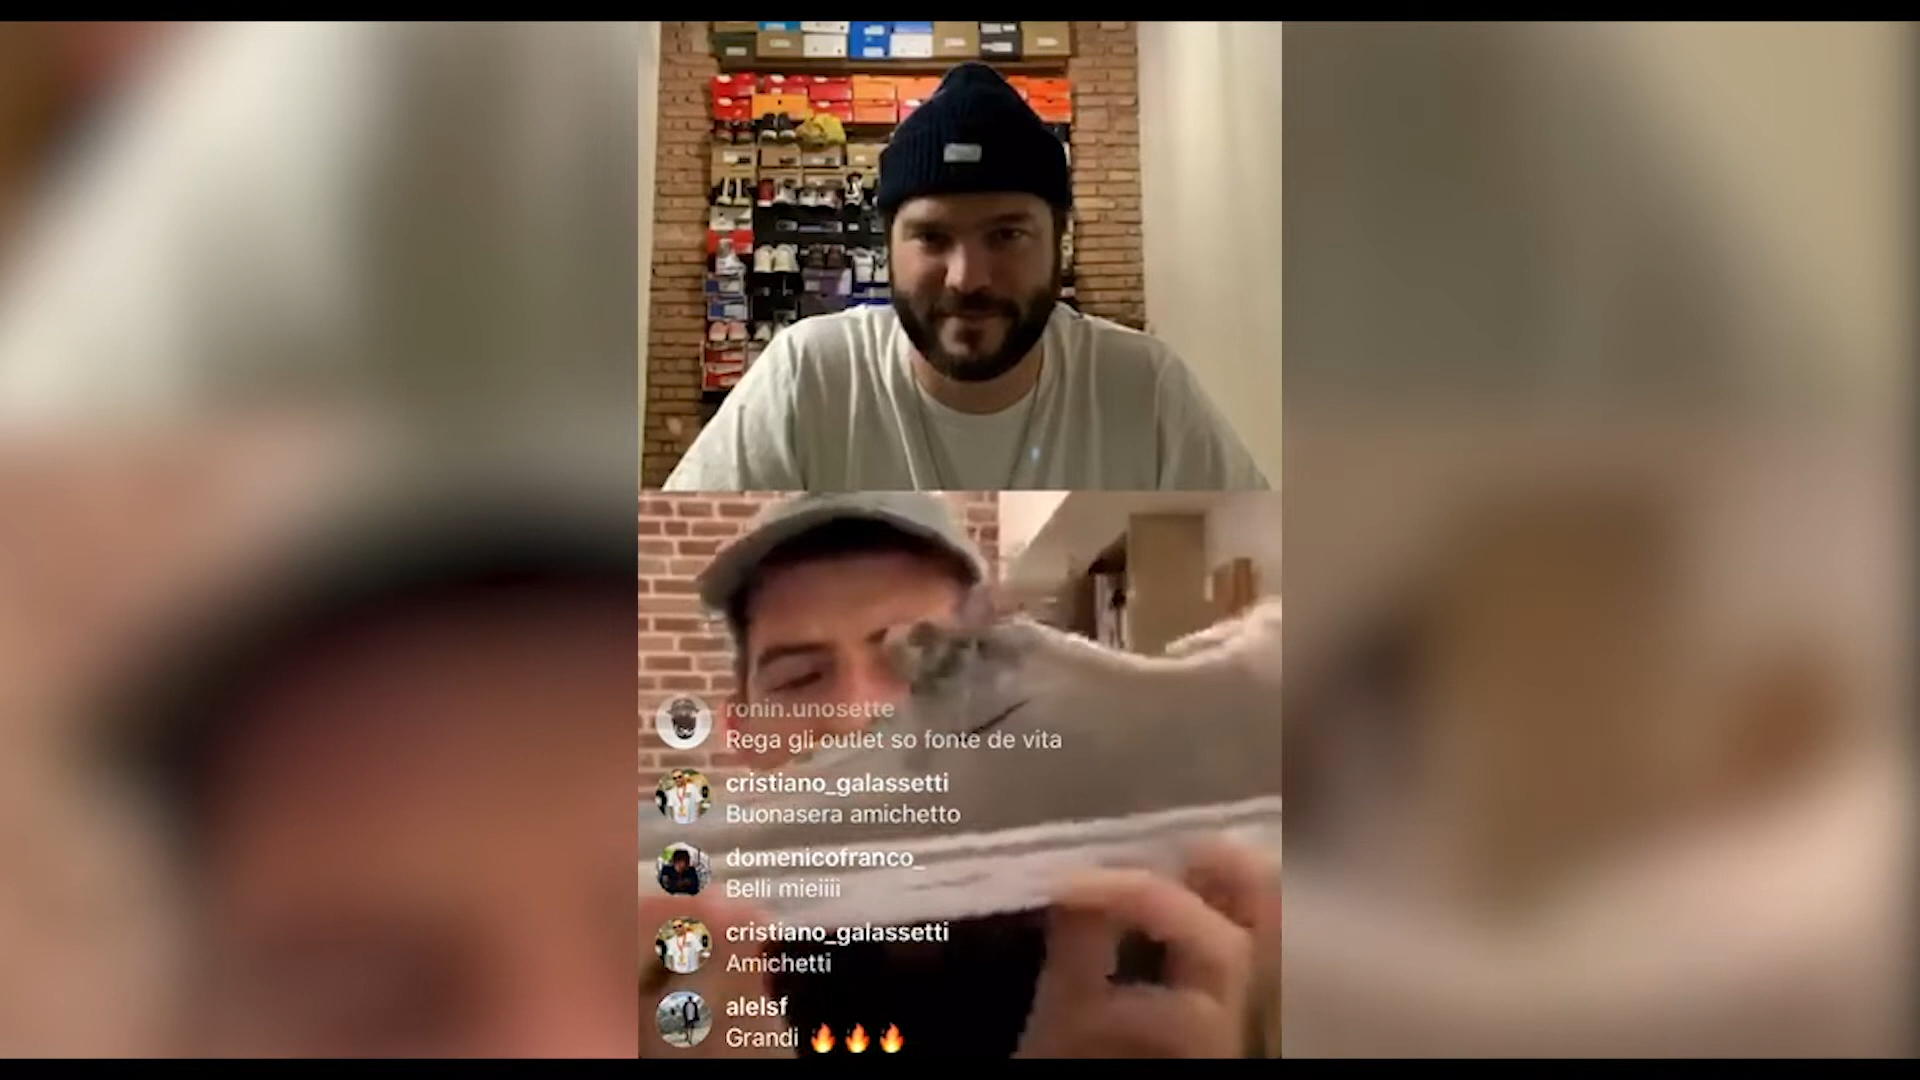 ronin.unosette
Rega gli outlet so fonte de vita
cristiano_galassetti
Buonasera amichetto
domenicofranco_
Belli mieiiii
cristiano_galassetti
Amichetti
alelsf
Grandi 🔥🔥🔥